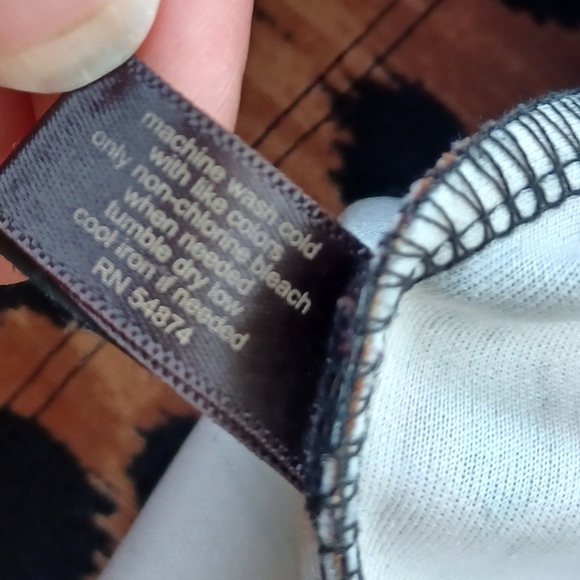 machine wash cold
with like colors
only non-chlorine bleach
when needed
tumble dry low
cool iron if needed
RN 54874